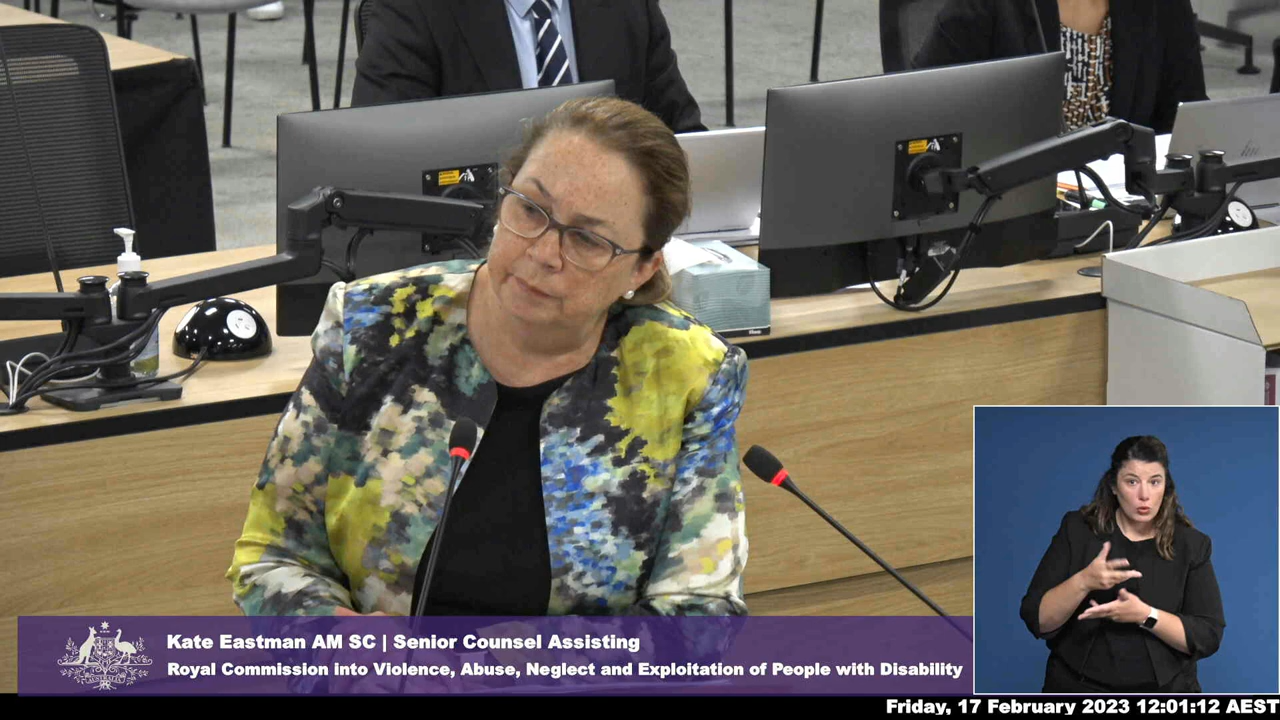 Kate Eastman AM SC | Senior Counsel Assisting
Royal Commission into Violence, Abuse, Neglect and Exploitation of People with Disability
Friday, 17 February 2023 12:01:12 AEST